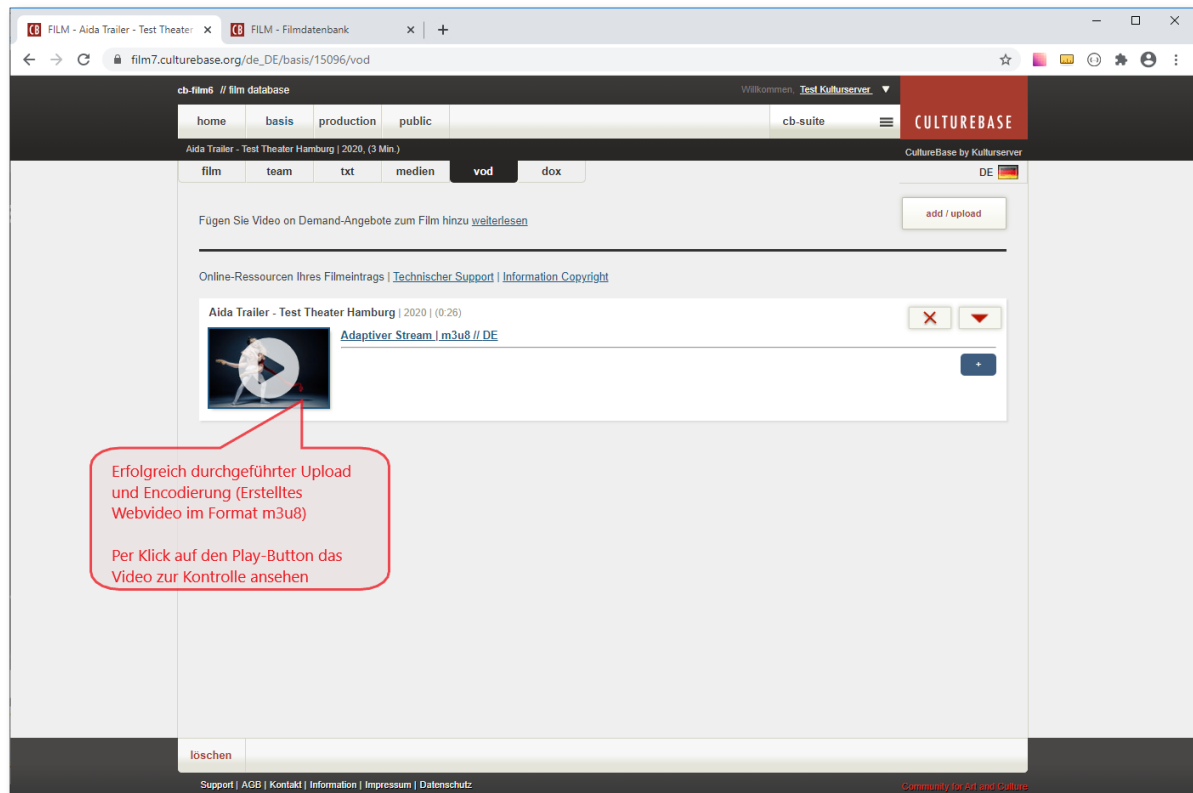 CB FILM - Aida Trailer - Test Theater
CB FILM - Filmdatenbank
film7.culturebase.org/de_DE/basis/15096/vod
cb-film6 // film database
Willkommen, Test Kulturserver
home basis production public cb-suite
CULTUREBASE
Aida Trailer - Test Theater Hamburg | 2020, (3 Min.)
CultureBase by Kulturserver
film team txt medien vod dox DE
Fügen Sie Video on Demand-Angebote zum Film hinzu weiterlesen
add / upload
Online-Ressourcen Ihres Filmeintrags | Technischer Support | Information Copyright
Aida Trailer - Test Theater Hamburg | 2020 | (0:26)
Adaptiver Stream | m3u8 // DE
+
Erfolgreich durchgeführter Upload
und Encodierung (Erstelltes
Webvideo im Format m3u8)
Per Klick auf den Play-Button das
Video zur Kontrolle ansehen
löschen
Support | AGB | Kontakt | Information | Impressum | Datenschutz
Community for Art and Culture